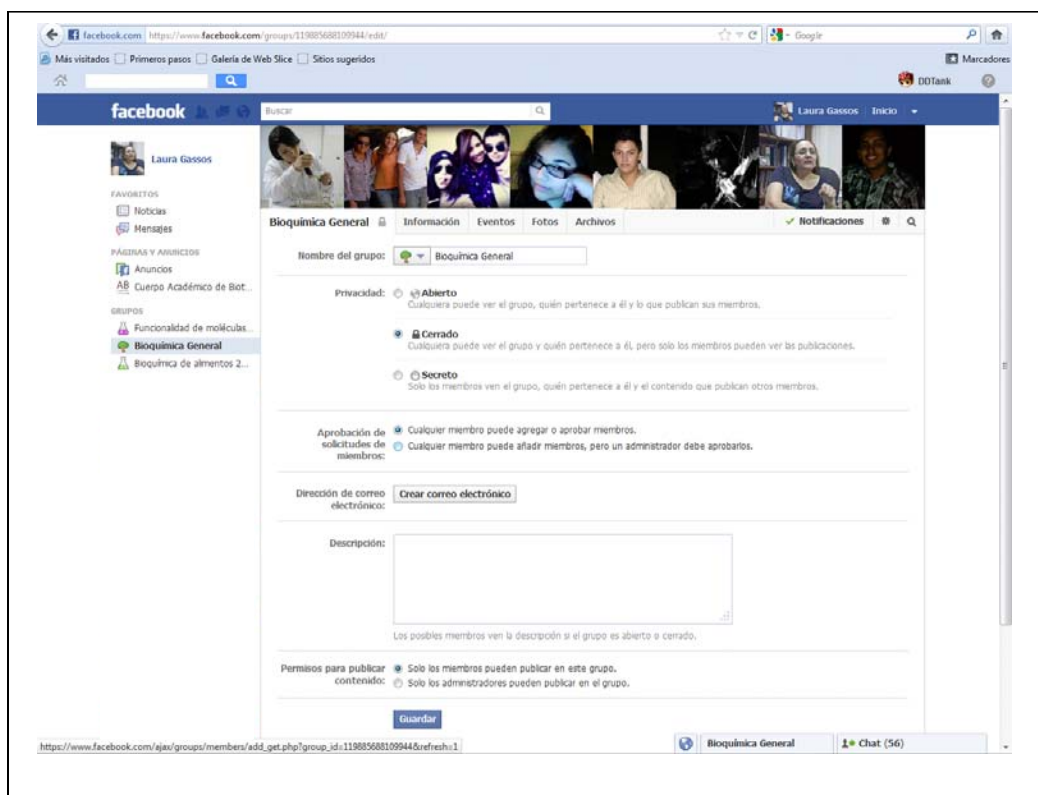 facebook.com https://www.facebook.com/groups/119885688109944/edit/ Google
Más visitados Primeros pasos Galería de Web Slice Sitios sugeridos Marcadores
DDTank
facebook Buscar Laura Gassos Inicio
Laura Gassos
FAVORITOS
Noticias
Mensajes
PÁGINAS Y ANUNCIOS
Anuncios
AB Cuerpo Académico de Biot...
GRUPOS
Funcionalidad de moléculas...
Bioquímica General
Bioquímica de alimentos 2...
Bioquímica General Información Eventos Fotos Archivos Notificaciones
Nombre del grupo: Bioquímica General
Privacidad: Abierto
Cualquiera puede ver el grupo, quién pertenece a él y lo que publican sus miembros.
Cerrado
Cualquiera puede ver el grupo y quién pertenece a él, pero solo los miembros pueden ver las publicaciones.
Secreto
Solo los miembros ven el grupo, quién pertenece a él y el contenido que publican otros miembros.
Aprobación de solicitudes de miembros:
Cualquier miembro puede agregar o aprobar miembros.
Cualquier miembro puede añadir miembros, pero un administrador debe aprobarlos.
Dirección de correo electrónico: Crear correo electrónico
Descripción:
Los posibles miembros ven la descripción si el grupo es abierto o cerrado.
Permisos para publicar contenido:
Solo los miembros pueden publicar en este grupo.
Solo los administradores pueden publicar en el grupo.
Guardar
https://www.facebook.com/ajax/groups/members/add_get.php?group_id=119885688109944&refresh=1
Bioquímica General 1 Chat (56)